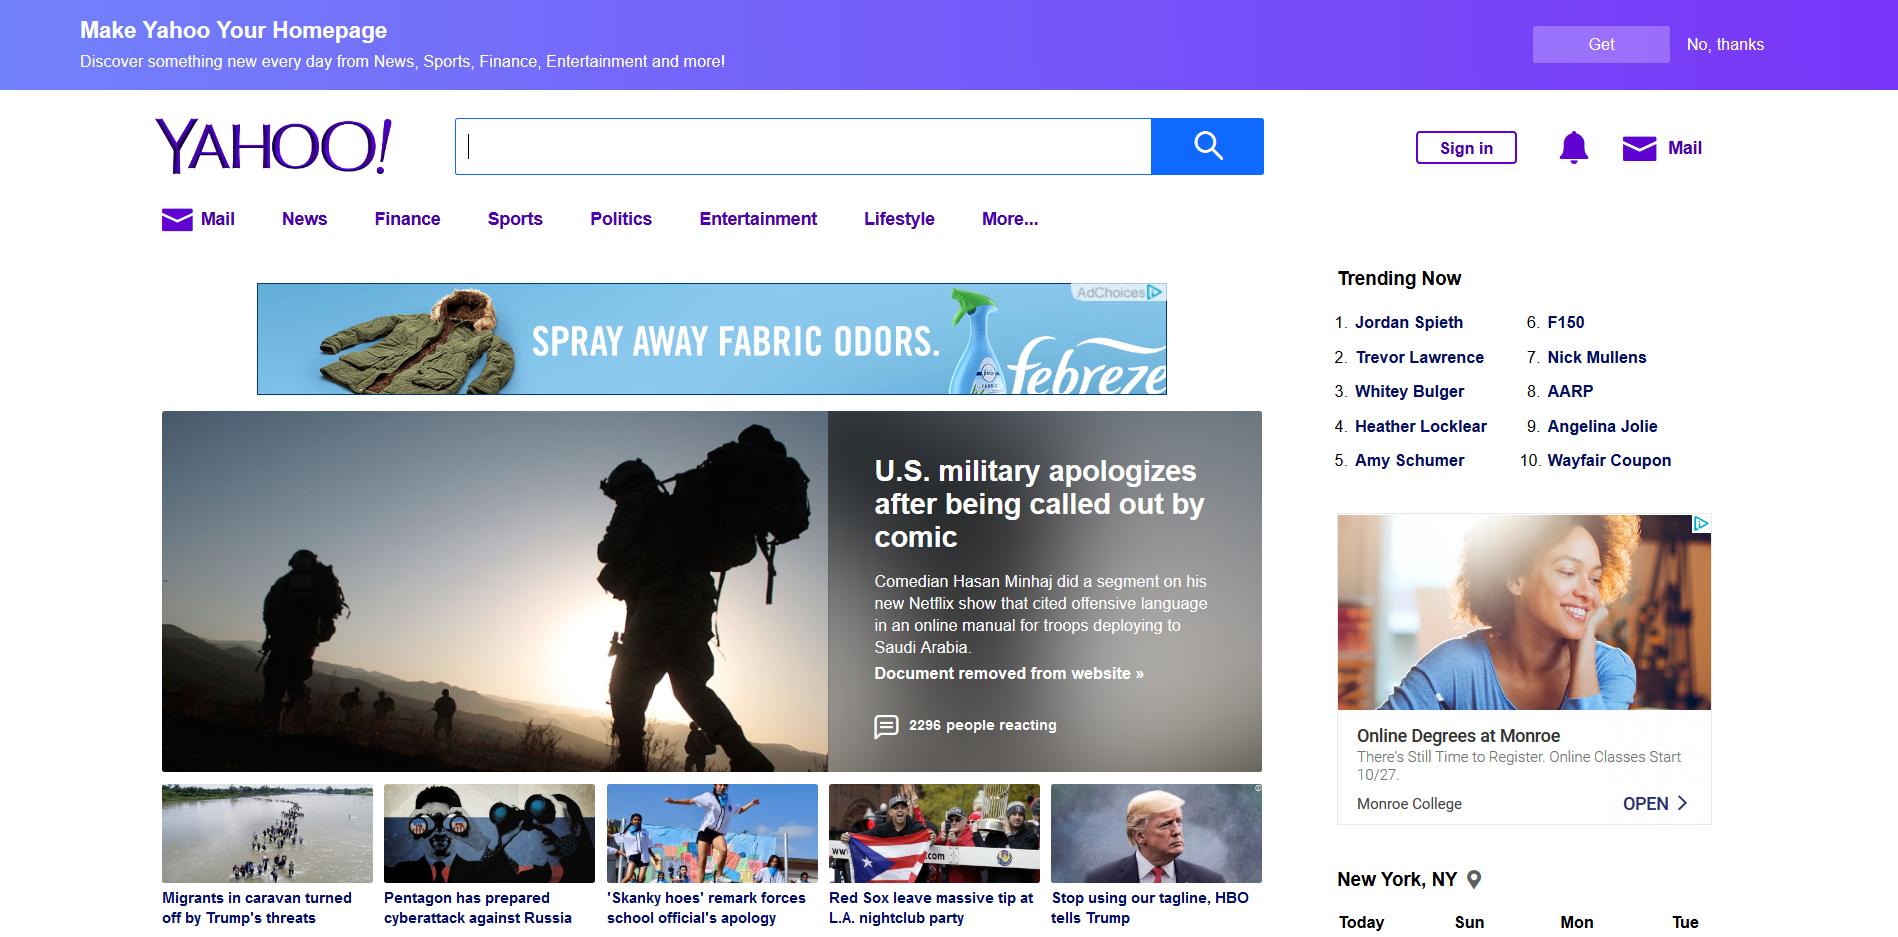 Make Yahoo Your Homepage
Discover something new every day from News, Sports, Finance, Entertainment and more!
Get
No, thanks
YAHOO!
Sign in
Mail
Mail
News
Finance
Sports
Politics
Entertainment
Lifestyle
More...
AdChoices
SPRAY AWAY FABRIC ODORS.
febreze
U.S. military apologizes
after being called out by
comic
Comedian Hasan Minhaj did a segment on his
new Netflix show that cited offensive language
in an online manual for troops deploying to
Saudi Arabia.
Document removed from website »
2296 people reacting
Migrants in caravan turned
off by Trump's threats
Pentagon has prepared
cyberattack against Russia
'Skanky hoes' remark forces
school official's apology
.com
Red Sox leave massive tip at
L.A. nightclub party
Stop using our tagline, HBO
tells Trump
Trending Now
1. Jordan Spieth
2. Trevor Lawrence
3. Whitey Bulger
4. Heather Locklear
5. Amy Schumer
6. F150
7. Nick Mullens
8. AARP
9. Angelina Jolie
10. Wayfair Coupon
Online Degrees at Monroe
There's Still Time to Register. Online Classes Start
10/27.
Monroe College
OPEN
New York, NY
Today
Sun
Mon
Tue